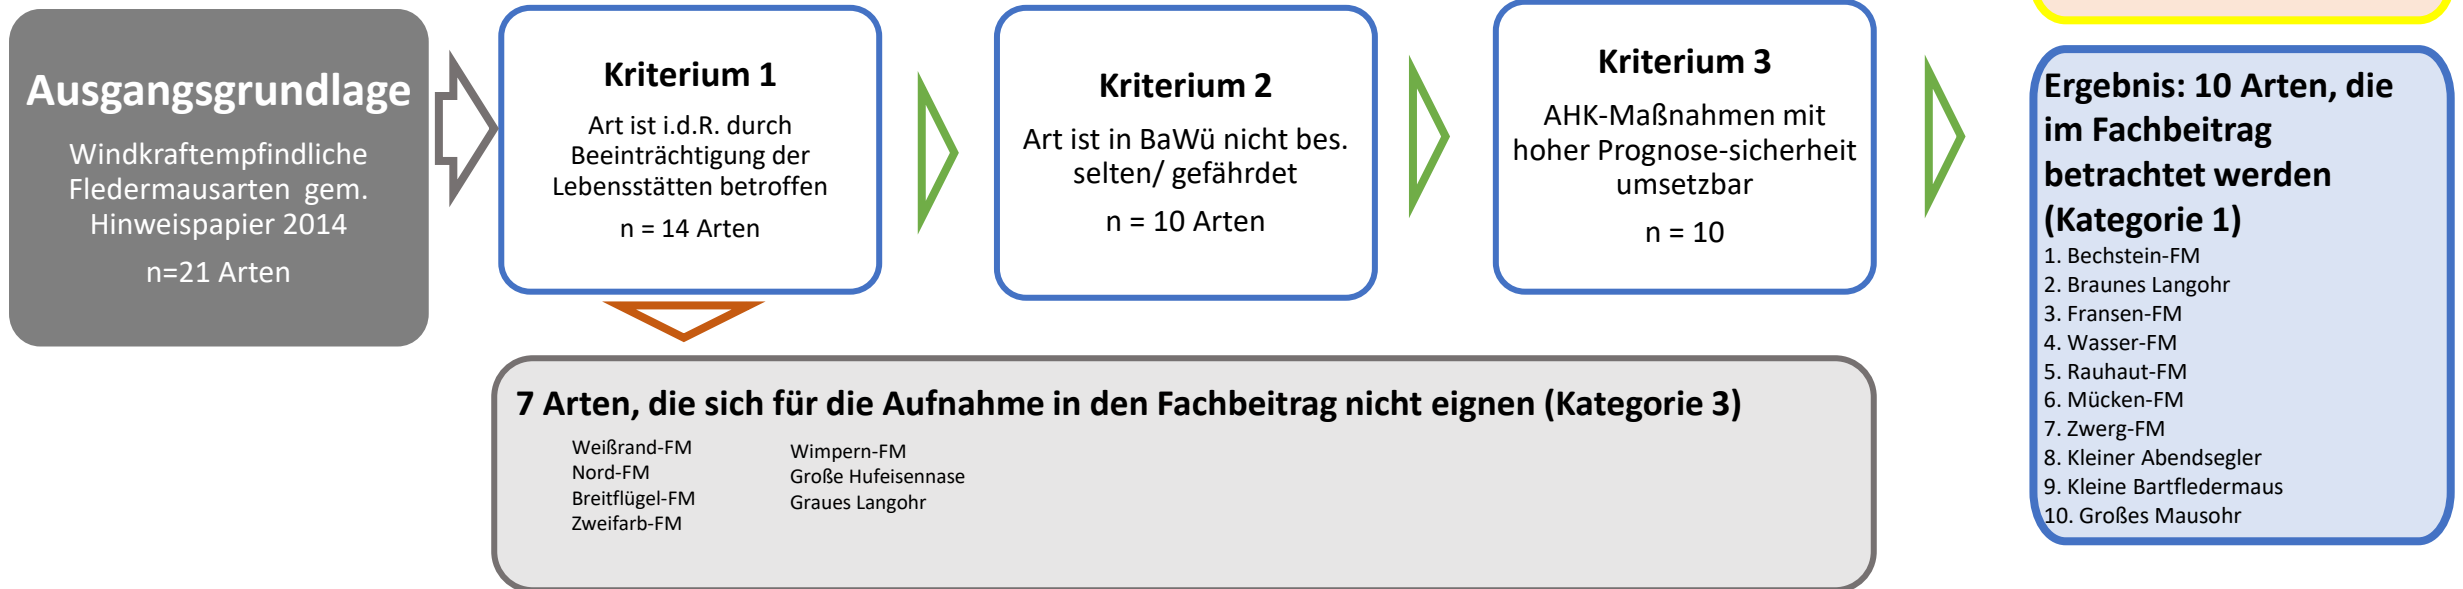 Ausgangsgrundlage
Windkraftempfindliche
Fledermausarten gem.
Hinweispapier 2014
n=21 Arten
Kriterium 1
Art ist i.d.R. durch
Beeinträchtigung der
Lebensstätten betroffen
n = 14 Arten
Kriterium 2
Art ist in BaWü nicht bes.
selten/ gefährdet
n = 10 Arten
Kriterium 3
AHK-Maßnahmen mit
hoher Prognose-sicherheit
umsetzbar
n = 10
Ergebnis: 10 Arten, die
im Fachbeitrag
betrachtet werden
(Kategorie 1)
1. Bechstein-FM
2. Braunes Langohr
3. Fransen-FM
4. Wasser-FM
5. Rauhaut-FM
6. Mücken-FM
7. Zwerg-FM
8. Kleiner Abendsegler
9. Kleine Bartfledermaus
10. Großes Mausohr
7 Arten, die sich für die Aufnahme in den Fachbeitrag nicht eignen (Kategorie 3)
Weißrand-FM
Nord-FM
Breitflügel-FM
Zweifarb-FM
Wimpern-FM
Große Hufeisennase
Graues Langohr